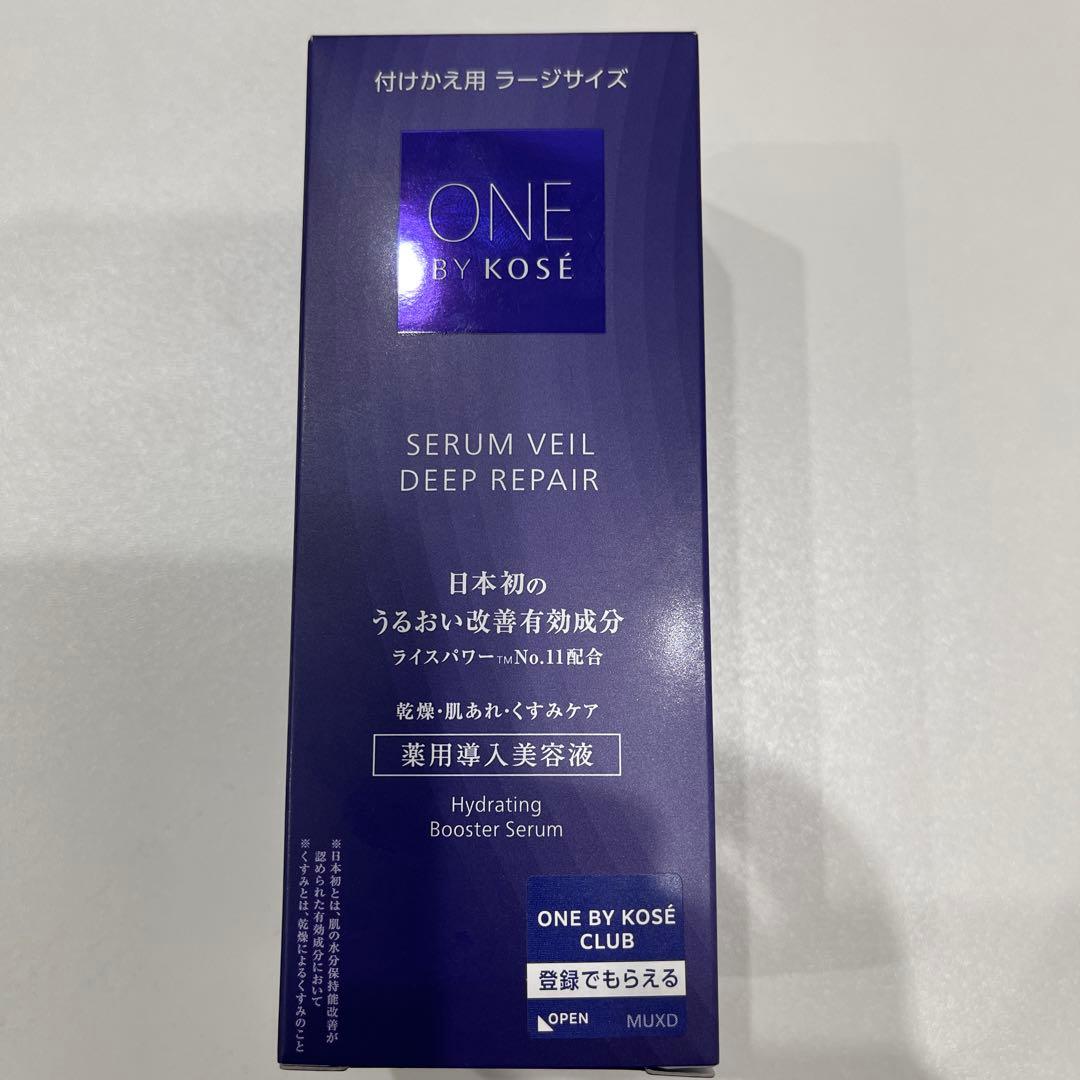 付けかえ用 ラージサイズ
ONE
BY KOSÉ
SERUM VEIL
DEEP REPAIR
日本初の
うるおい改善有効成分
ライスパワー™No.11配合
乾燥・肌あれ・くすみケア
薬用導入美容液
Hydrating
Booster Serum
※日本初とは、肌の水分保持能改善が
認められた有効成分において
※くすみとは、乾燥によるくすみのこと
ONE BY KOSÉ
CLUB
登録でもらえる
OPEN MUXD